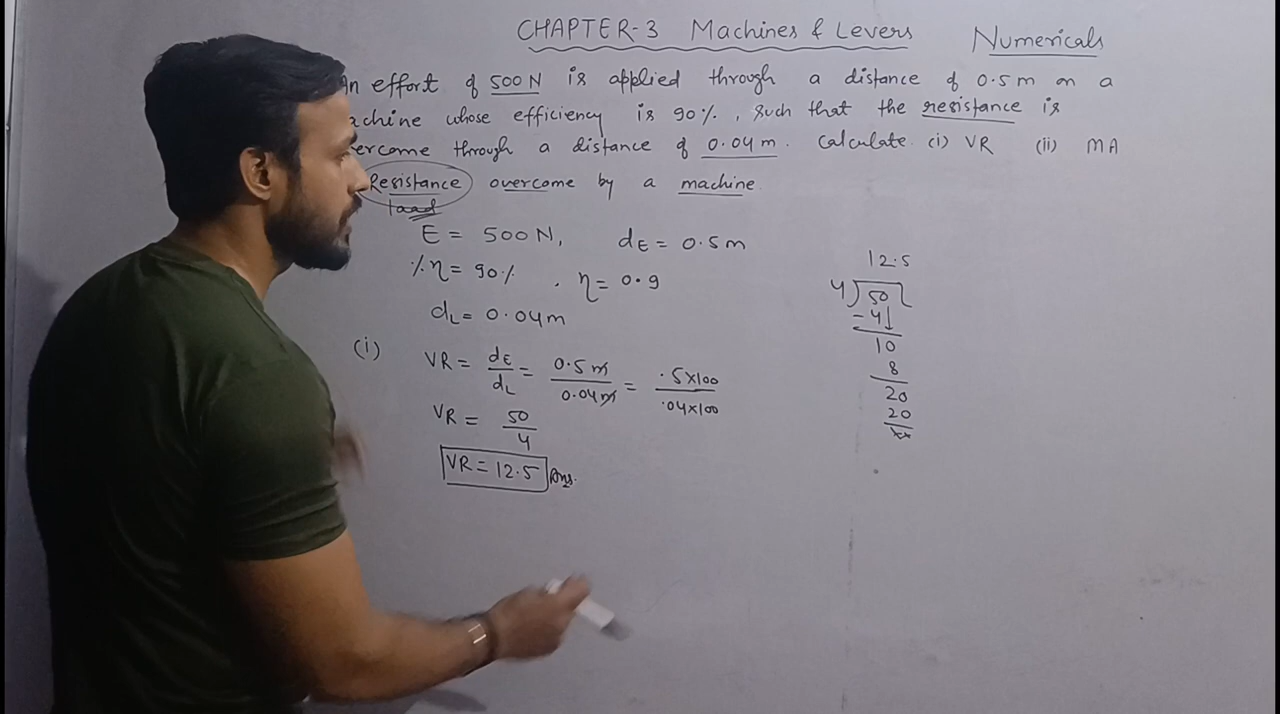 CHAPTER-3 Machines & Levers Numericals
An effort of 500 N is applied through a distance of 0.5 m on a
achine whose efficiency is 90%, such that the resistance is
ercome through a distance of 0.04 m. Calculate (i) VR (ii) MA
Resistance overcome by a machine.
Load
E = 500 N, dE = 0.5 m
% η = 90 % . η = 0.9
dL = 0.04 m
(i) VR = dE/dL = 0.5 m/0.04 m = .5×100/.04×100
VR = 50/4
VR = 12.5 Ans.
12.5
4) 50
- 4↓
10
8
20
20
××